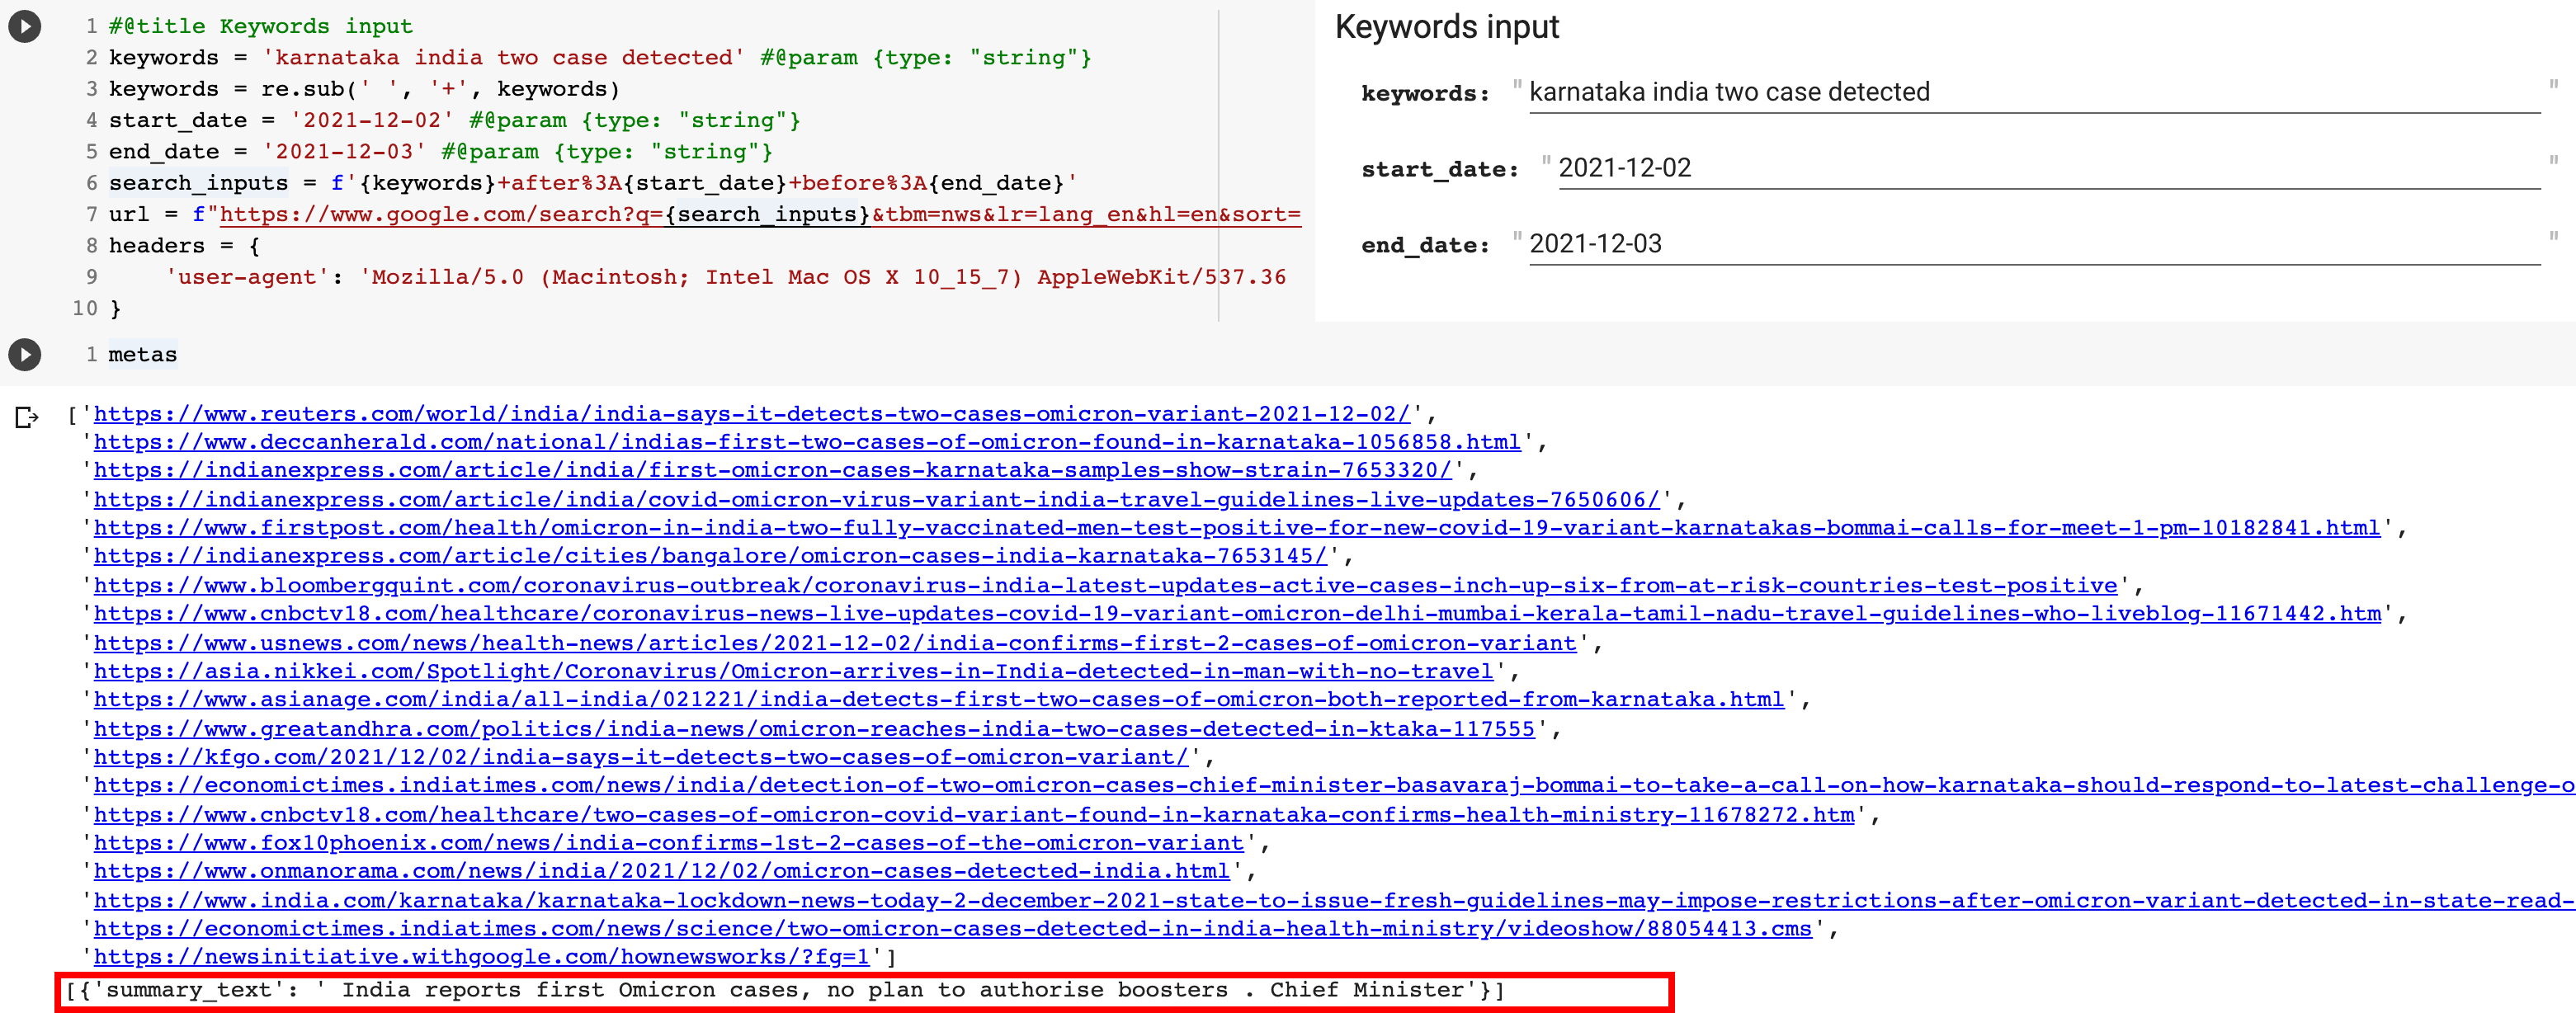 1 #@title Keywords input
2 keywords = 'karnataka india two case detected' #@param {type: "string"}
3 keywords = re.sub(' ', '+', keywords)
4 start_date = '2021-12-02' #@param {type: "string"}
5 end_date = '2021-12-03' #@param {type: "string"}
6 search_inputs = f'{keywords}+after%3A{start_date}+before%3A{end_date}'
7 url = f"https://www.google.com/search?q={search_inputs}&tbm=nws&lr=lang_en&hl=en&sort=
8 headers = {
9 'user-agent': 'Mozilla/5.0 (Macintosh; Intel Mac OS X 10_15_7) AppleWebKit/537.36
10 }
Keywords input
keywords: "karnataka india two case detected"
start_date: "2021-12-02"
end_date: "2021-12-03"
1 metas
['https://www.reuters.com/world/india/india-says-it-detects-two-cases-omicron-variant-2021-12-02/',
'https://www.deccanherald.com/national/indias-first-two-cases-of-omicron-found-in-karnataka-1056858.html',
'https://indianexpress.com/article/india/first-omicron-cases-karnataka-samples-show-strain-7653320/',
'https://indianexpress.com/article/india/covid-omicron-virus-variant-india-travel-guidelines-live-updates-7650606/',
'https://www.firstpost.com/health/omicron-in-india-two-fully-vaccinated-men-test-positive-for-new-covid-19-variant-karnatakas-bommai-calls-for-meet-1-pm-10182841.html',
'https://indianexpress.com/article/cities/bangalore/omicron-cases-india-karnataka-7653145/',
'https://www.bloombergquint.com/coronavirus-outbreak/coronavirus-india-latest-updates-active-cases-inch-up-six-from-at-risk-countries-test-positive',
'https://www.cnbctv18.com/healthcare/coronavirus-news-live-updates-covid-19-variant-omicron-delhi-mumbai-kerala-tamil-nadu-travel-guidelines-who-liveblog-11671442.htm',
'https://www.usnews.com/news/health-news/articles/2021-12-02/india-confirms-first-2-cases-of-omicron-variant',
'https://asia.nikkei.com/Spotlight/Coronavirus/Omicron-arrives-in-India-detected-in-man-with-no-travel',
'https://www.asianage.com/india/all-india/021221/india-detects-first-two-cases-of-omicron-both-reported-from-karnataka.html',
'https://www.greatandhra.com/politics/india-news/omicron-reaches-india-two-cases-detected-in-ktaka-117555',
'https://kfgo.com/2021/12/02/india-says-it-detects-two-cases-of-omicron-variant/',
'https://economictimes.indiatimes.com/news/india/detection-of-two-omicron-cases-chief-minister-basavaraj-bommai-to-take-a-call-on-how-karnataka-should-respond-to-latest-challenge-o
'https://www.cnbctv18.com/healthcare/two-cases-of-omicron-covid-variant-found-in-karnataka-confirms-health-ministry-11678272.htm',
'https://www.fox10phoenix.com/news/india-confirms-1st-2-cases-of-the-omicron-variant',
'https://www.onmanorama.com/news/india/2021/12/02/omicron-cases-detected-india.html',
'https://www.india.com/karnataka/karnataka-lockdown-news-today-2-december-2021-state-to-issue-fresh-guidelines-may-impose-restrictions-after-omicron-variant-detected-in-state-read-
'https://economictimes.indiatimes.com/news/science/two-omicron-cases-detected-in-india-health-ministry/videoshow/88054413.cms',
'https://newsinitiative.withgoogle.com/hownewsworks/?fg=1']
[{'summary_text': ' India reports first Omicron cases, no plan to authorise boosters . Chief Minister'}]